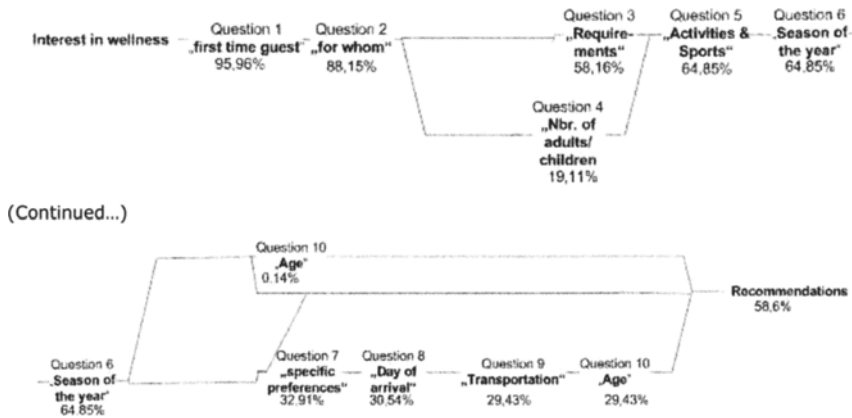 Interest in wellness
Question 1
„first time guest“
95,96%
Question 2
„for whom“
88,15%
Question 3
„Require-
ments“
58,16%
Question 4
„Nbr. of
adults/
children
19,11%
Question 5
„Activities &
Sports“
64,85%
Question 6
„Season of
the year“
64,85%
(Continued...)
Question 10
„Age“
0.14%
Recommendations
58,6%
Question 6
„Season of
the year“
64,85%
Question 7
„specific
preferences“
32,91%
Question 8
„Day of
arrival“
30,54%
Question 9
„Transportation“
29,43%
Question 10
„Age“
29,43%